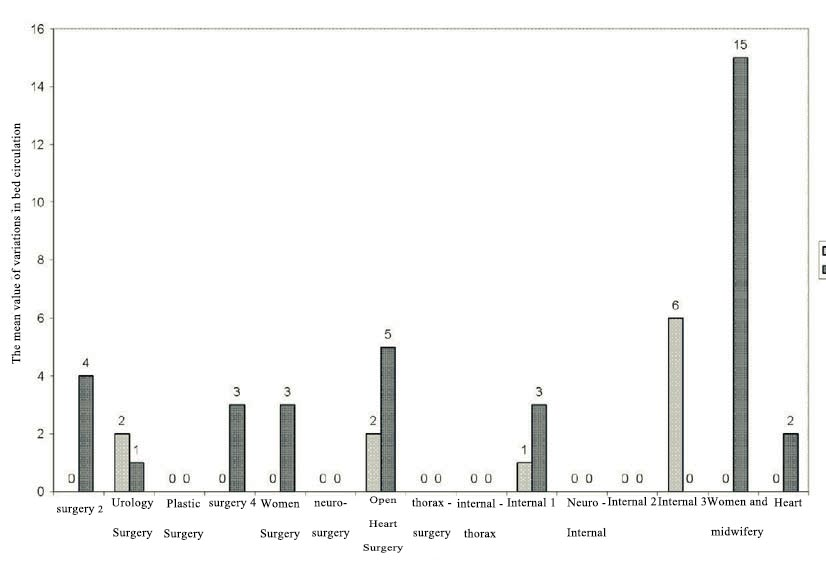 16
14
12
10
8
6
4
2
0
The mean value of variations in bed circulation
0 4
2 1
0 0
0 3
0 3
0 0
2 5
0 0
0 0
1 3
0 0
0 0
6 0
0 15
0 2
surgery 2
Urology
Surgery
Plastic
Surgery
surgery 4
Women
Surgery
neuro-
surgery
Open
Heart
Surgery
thorax -
surgery
internal -
thorax
Internal 1
Neuro -
Internal
Internal 2
Internal 3
Women and
midwifery
Heart